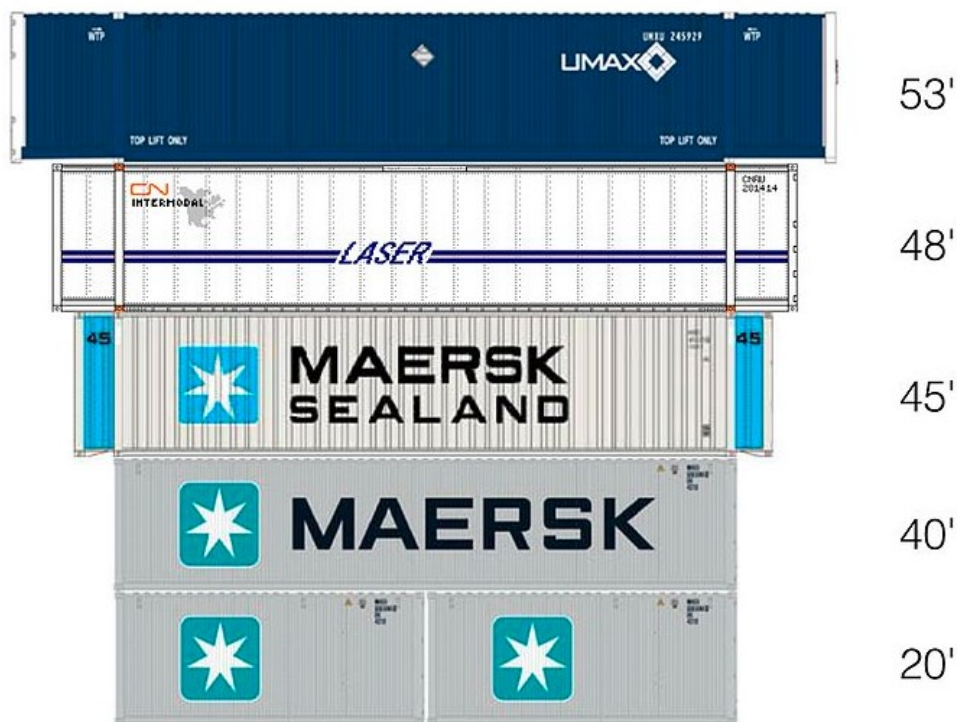 WTP
UMXU 245929
WTP
UMAX
53'
TOP LIFT ONLY
TOP LIFT ONLY
CN
INTERMODAL
CNRU
201414
LASER
48'
45
45
MAERSK
SEALAND
45'
MAERSK
40'
20'